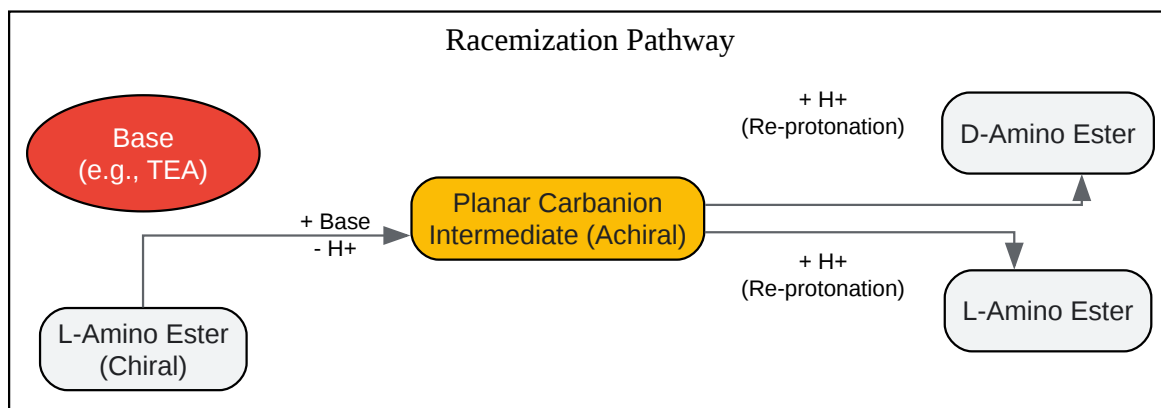 Racemization Pathway
Base
(e.g., TEA)
+ H+
(Re-protonation)
D-Amino Ester
+ Base
- H+
Planar Carbanion
Intermediate (Achiral)
+ H+
(Re-protonation)
L-Amino Ester
L-Amino Ester
(Chiral)